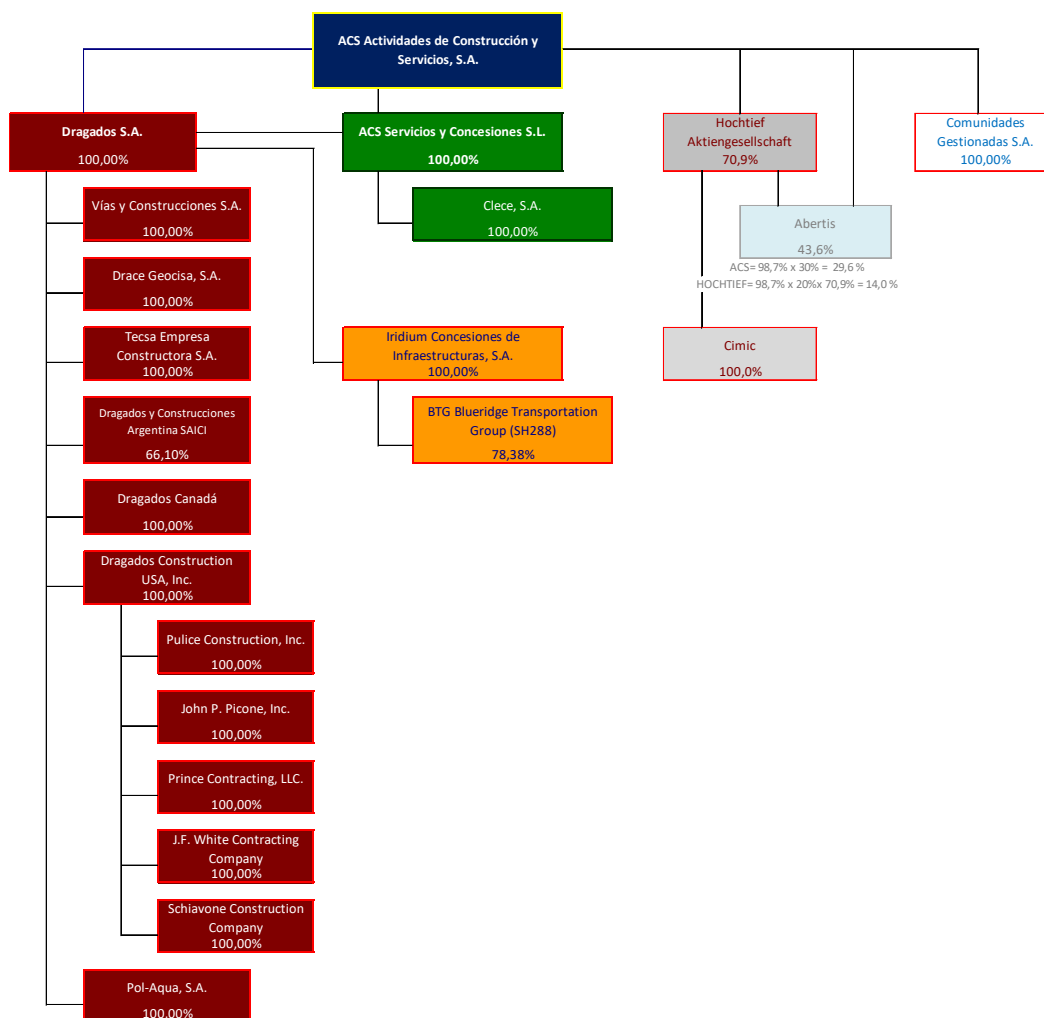 ACS Actividades de Construcción y
Servicios, S.A.
Dragados S.A.
100,00%
ACS Servicios y Concesiones S.L.
100,00%
Hochtief
Aktiengesellschaft
70,9%
Comunidades
Gestionadas S.A.
100,00%
Vías y Construcciones S.A.
100,00%
Clece, S.A.
100,00%
Abertis
43,6%
ACS= 98,7% x 30% = 29,6 %
HOCHTIEF= 98,7% x 20%x 70,9% = 14,0 %
Drace Geocisa, S.A.
100,00%
Tecsa Empresa
Constructora S.A.
100,00%
Iridium Concesiones de
Infraestructuras, S.A.
100,00%
Cimic
100,0%
Dragados y Construcciones
Argentina SAICI
66,10%
BTG Blueridge Transportation
Group (SH288)
78,38%
Dragados Canadá
100,00%
Dragados Construction
USA, Inc.
100,00%
Pulice Construction, Inc.
100,00%
John P. Picone, Inc.
100,00%
Prince Contracting, LLC.
100,00%
J.F. White Contracting
Company
100,00%
Schiavone Construction
Company
100,00%
Pol-Aqua, S.A.
100,00%